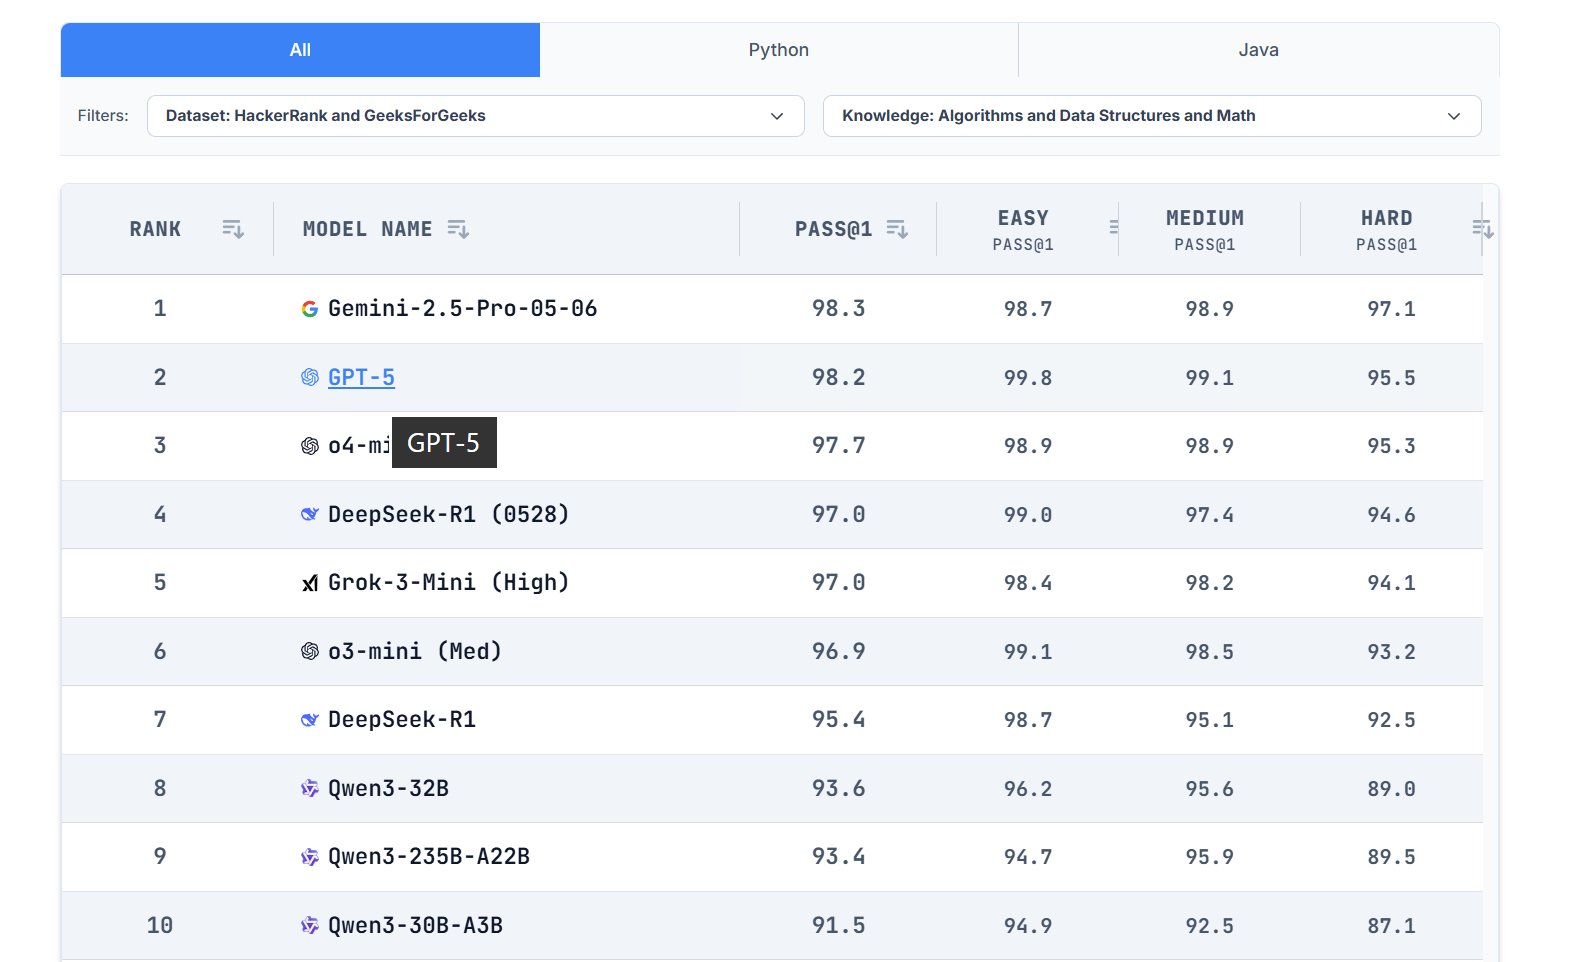 All Python Java
Filters: Dataset: HackerRank and GeeksForGeeks Knowledge: Algorithms and Data Structures and Math
RANK MODEL NAME PASS@1 EASY PASS@1 MEDIUM PASS@1 HARD PASS@1
1 Gemini-2.5-Pro-05-06 98.3 98.7 98.9 97.1
2 GPT-5 98.2 99.8 99.1 95.5
3 o4-mi GPT-5 97.7 98.9 98.9 95.3
4 DeepSeek-R1 (0528) 97.0 99.0 97.4 94.6
5 Grok-3-Mini (High) 97.0 98.4 98.2 94.1
6 o3-mini (Med) 96.9 99.1 98.5 93.2
7 DeepSeek-R1 95.4 98.7 95.1 92.5
8 Qwen3-32B 93.6 96.2 95.6 89.0
9 Qwen3-235B-A22B 93.4 94.7 95.9 89.5
10 Qwen3-30B-A3B 91.5 94.9 92.5 87.1